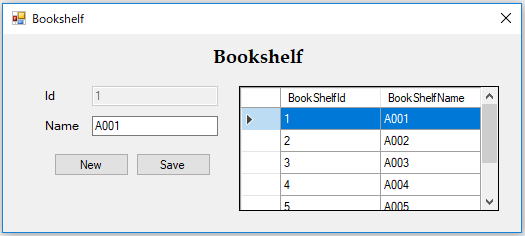 Bookshelf
Bookshelf
Id 1
Name A001
New Save
BookShelfId BookShelfName
1 A001
2 A002
3 A003
4 A004
5 A005